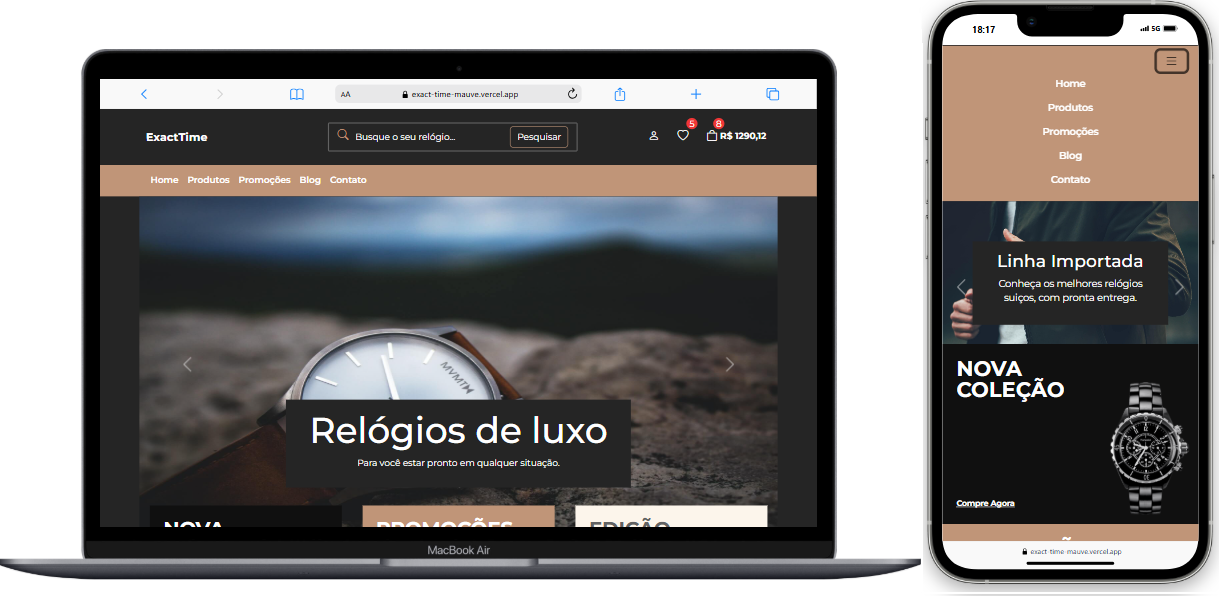 AA
exact-time-mauve.vercel.app
ExactTime
Busque o seu relógio...
Pesquisar
5
8
R$ 1290,12
Home Produtos Promoções Blog Contato
MVMTH
Relógios de luxo
Para você estar pronto em qualquer situação.
NOVA
PROMOÇÕES
EDIÇÃO
MacBook Air
18:17
5G
Home
Produtos
Promoções
Blog
Contato
Linha Importada
Conheça os melhores relógios
suiços, com pronta entrega.
NOVA
COLEÇÃO
Compre Agora
exact-time-mauve.vercel.app